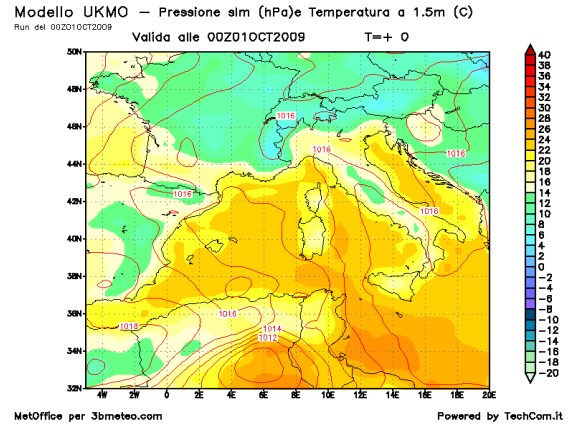 Modello UKMO – Pressione slm (hPa)e Temperatura a 1.5m (C)
Run del 00Z01OCT2009
Valida alle 00Z01OCT2009 T=+ 0
50N
48N
46N
44N
42N
40N
38N
36N
34N
32N
4W 2W 0 2E 4E 6E 8E 10E 12E 14E 16E 18E 20E
1016
1016
1016
1016
1016
1016
1018
1014
1012
40
38
36
34
32
30
28
26
24
22
20
18
16
14
12
10
8
6
4
2
0
−2
−4
−6
−8
−10
−12
−14
−16
−18
−20
MetOffice per 3bmeteo.com
Powered by TechCom.it